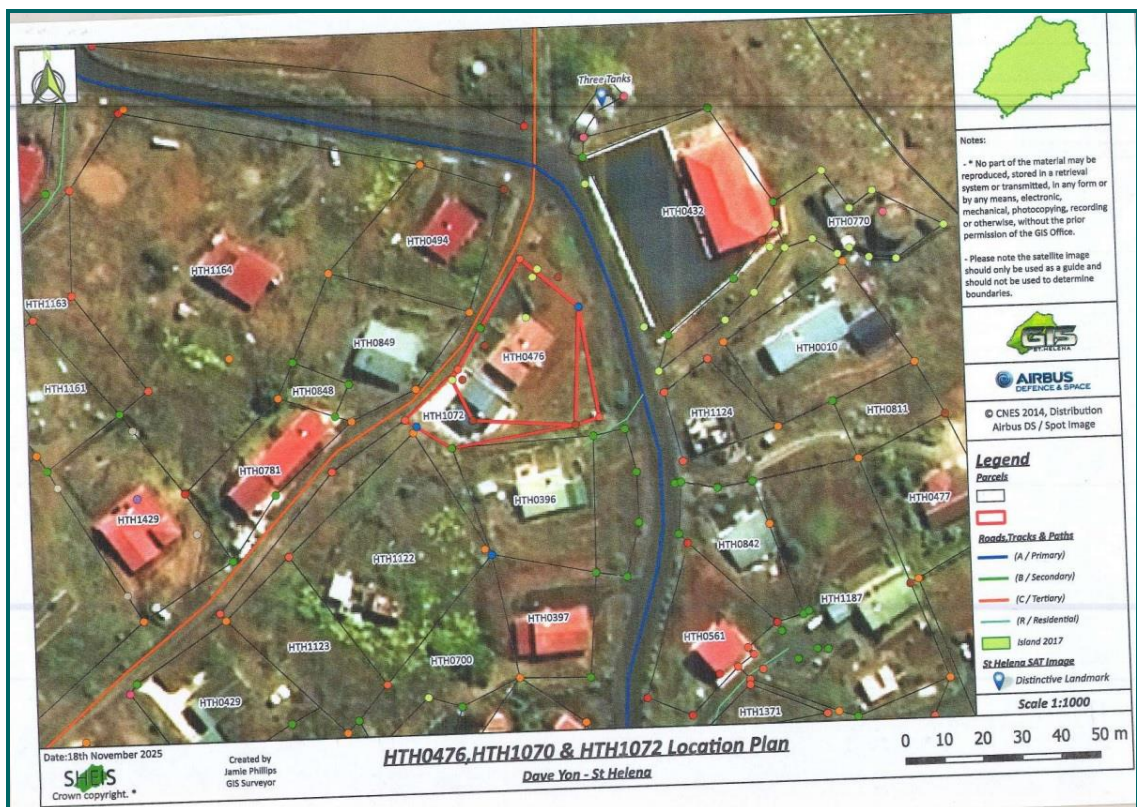 Three Tanks
HTH0432
HTH0770
HTH0494
HTH1164
HTH1163
HTH0849
HTH0476
HTH0010
HTH1161
HTH0848
HTH1072
HTH1124
HTH0811
HTH0781
HTH0396
HTH0477
HTH1429
HTH0842
HTH1122
HTH1187
HTH0397
HTH0561
HTH1123
HTH0700
HTH0429
HTH1371
Notes:
- * No part of the material may be
reproduced, stored in a retrieval
system or transmitted, in any form or
by any means, electronic,
mechanical, photocopying, recording
or otherwise, without the prior
permission of the GIS Office.
- Please note the satellite image
should only be used as a guide and
should not be used to determine
boundaries.
GIS
ST.HELENA
AIRBUS
DEFENCE & SPACE
© CNES 2014, Distribution
Airbus DS / Spot Image
Legend
Parcels
Roads,Tracks & Paths
(A / Primary)
(B / Secondary)
(C / Tertiary)
(R / Residential)
Island 2017
St Helena SAT Image
Distinctive Landmark
Scale 1:1000
Date:18th November 2025
SHEIS
Crown copyright. *
Created by
Jamie Phillips
GIS Surveyor
HTH0476,HTH1070 & HTH1072 Location Plan
Dave Yon - St Helena
0 10 20 30 40 50 m